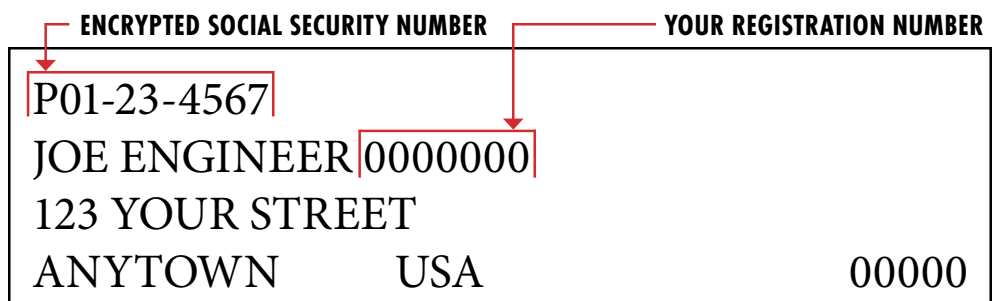 ENCRYPTED SOCIAL SECURITY NUMBER YOUR REGISTRATION NUMBER
P01-23-4567
JOE ENGINEER 0000000
123 YOUR STREET
ANYTOWN USA 00000